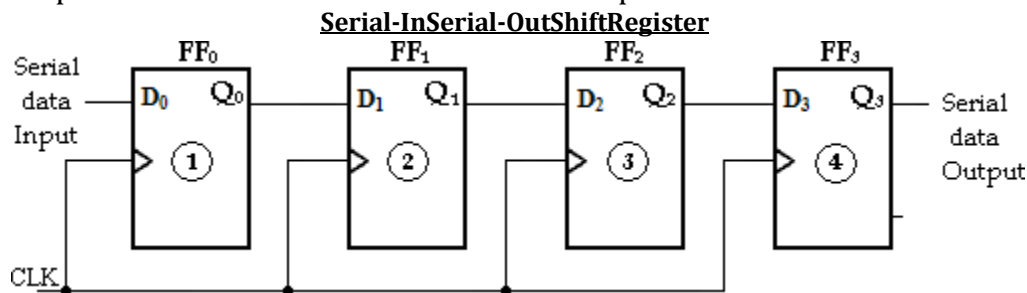 Serial-InSerial-OutShiftRegister
FF₀ FF₁ FF₂ FF₃
Serial
data
Input
D₀ Q₀ D₁ Q₁ D₂ Q₂ D₃ Q₃
Serial
data
Output
1 2 3 4
CLK